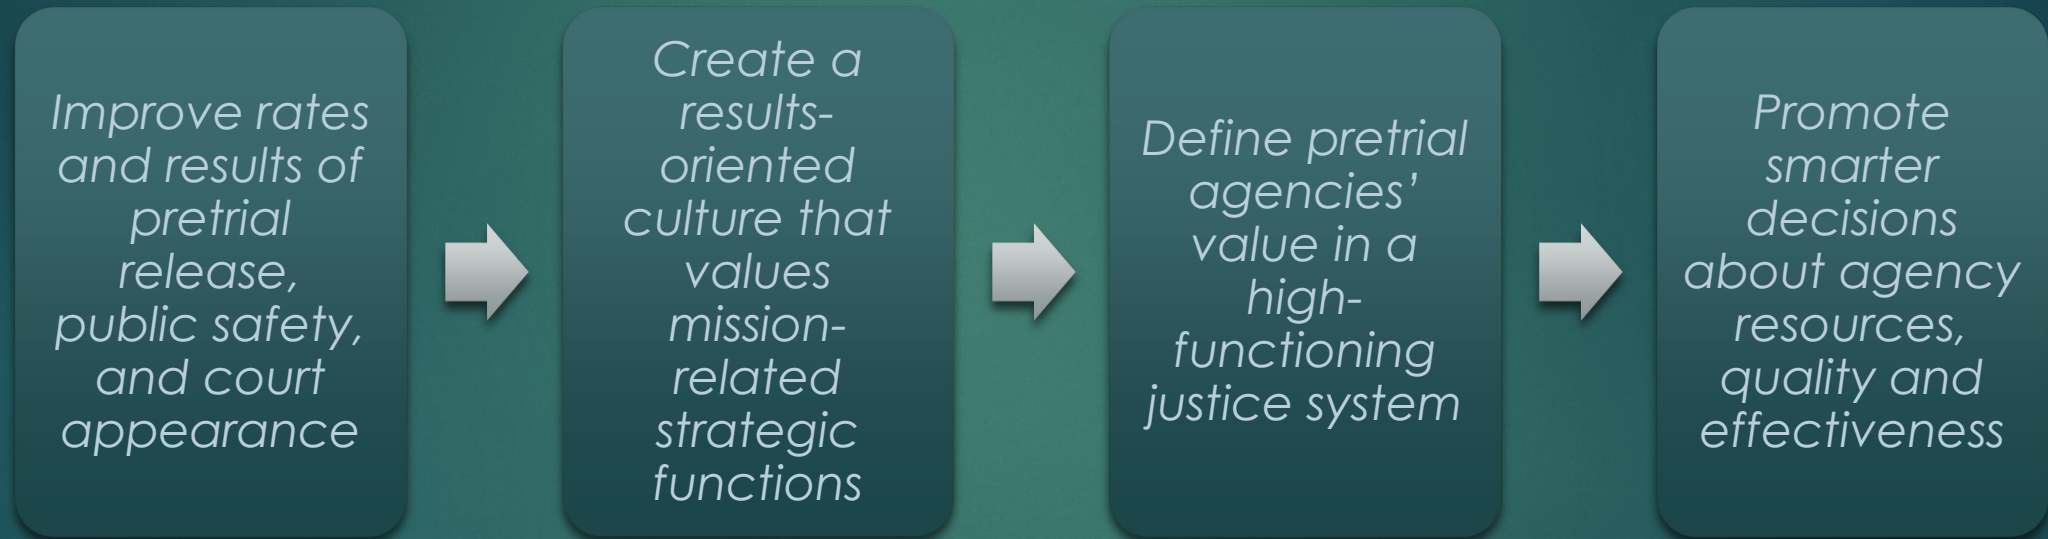 Improve rates
and results of
pretrial
release,
public safety,
and court
appearance
Create a
results-
oriented
culture that
values
mission-
related
strategic
functions
Define pretrial
agencies’
value in a
high-
functioning
justice system
Promote
smarter
decisions
about agency
resources,
quality and
effectiveness